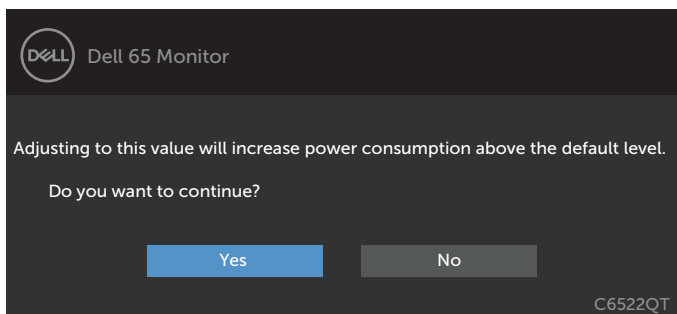 DELL
Dell 65 Monitor
Adjusting to this value will increase power consumption above the default level.
Do you want to continue?
Yes No
C6522QT